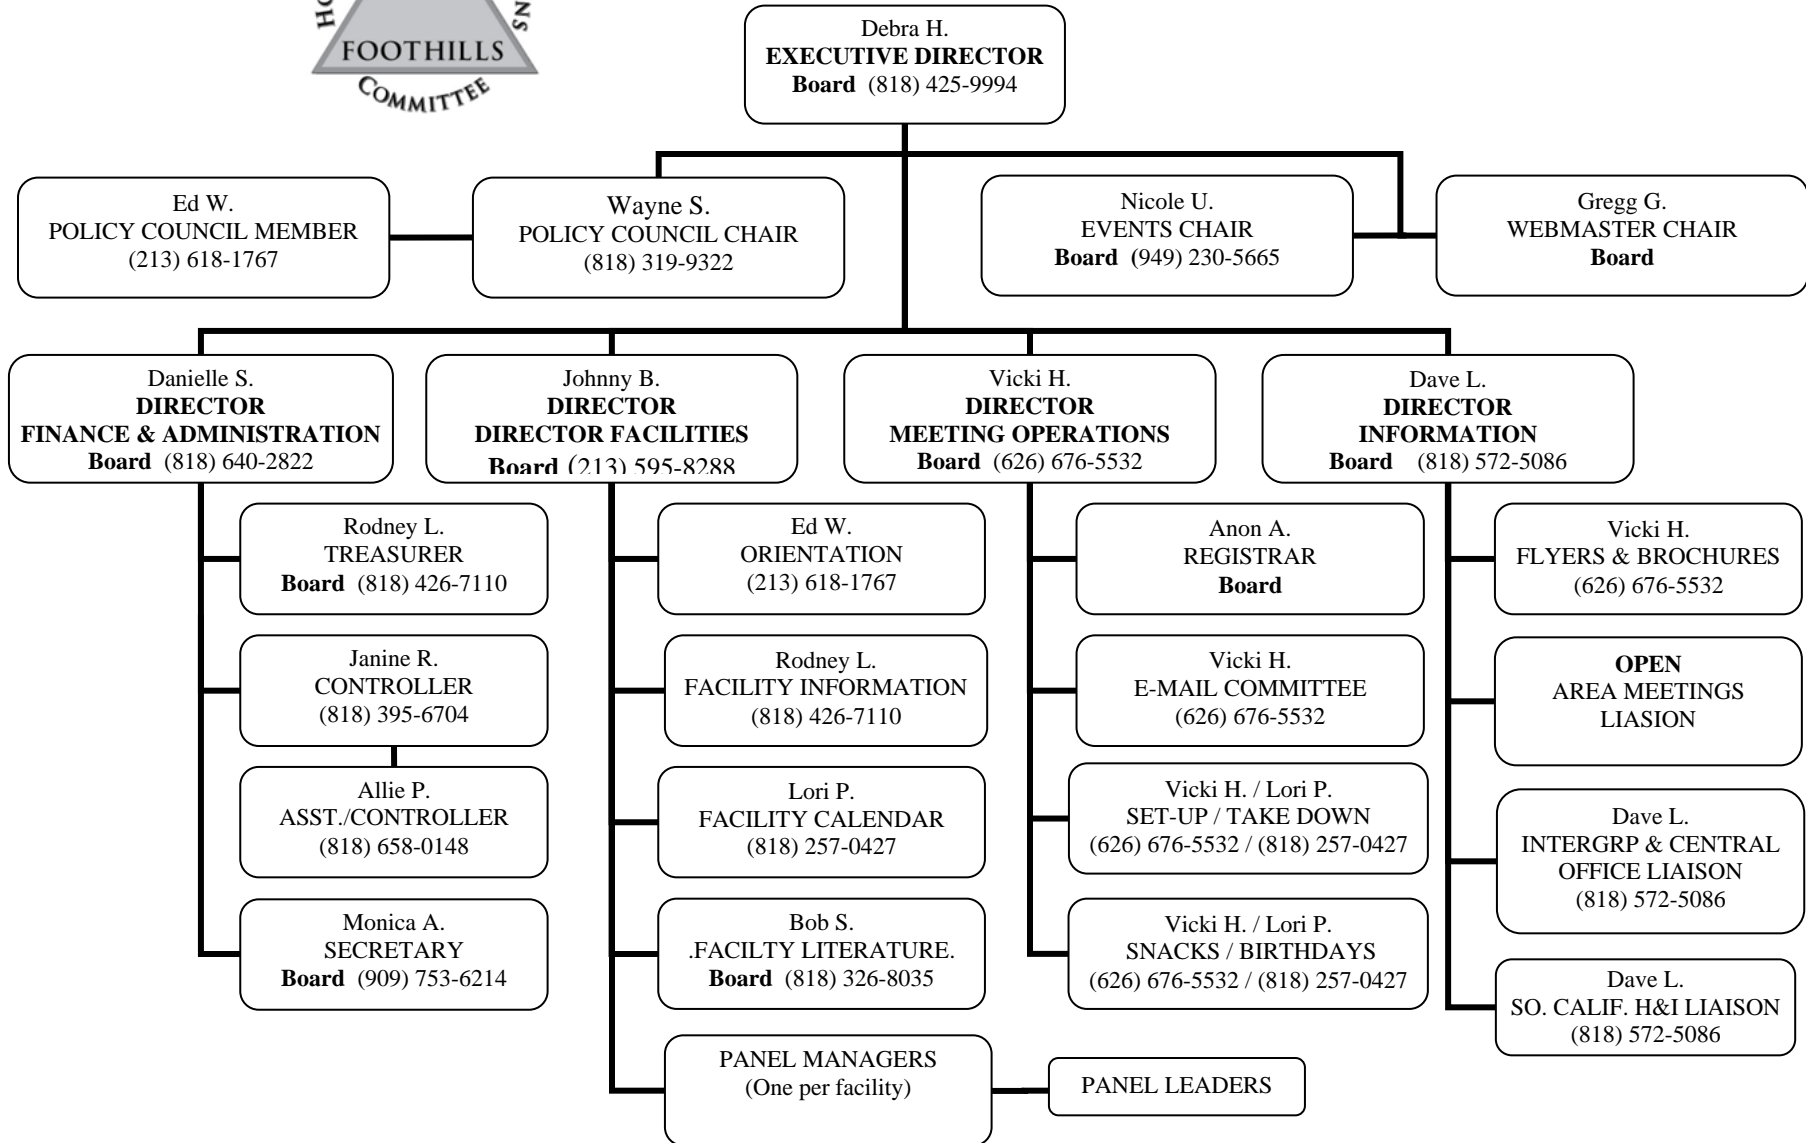 FOOTHILLS
COMMITTEE
Debra H.
EXECUTIVE DIRECTOR
Board (818) 425-9994
Ed W.
POLICY COUNCIL MEMBER
(213) 618-1767
Wayne S.
POLICY COUNCIL CHAIR
(818) 319-9322
Nicole U.
EVENTS CHAIR
Board (949) 230-5665
Gregg G.
WEBMASTER CHAIR
Board
Danielle S.
DIRECTOR
FINANCE & ADMINISTRATION
Board (818) 640-2822
Johnny B.
DIRECTOR
DIRECTOR FACILITIES
Board (213) 595-8288
Vicki H.
DIRECTOR
MEETING OPERATIONS
Board (626) 676-5532
Dave L.
DIRECTOR
INFORMATION
Board (818) 572-5086
Rodney L.
TREASURER
Board (818) 426-7110
Janine R.
CONTROLLER
(818) 395-6704
Allie P.
ASST./CONTROLLER
(818) 658-0148
Monica A.
SECRETARY
Board (909) 753-6214
Ed W.
ORIENTATION
(213) 618-1767
Rodney L.
FACILITY INFORMATION
(818) 426-7110
Lori P.
FACILITY CALENDAR
(818) 257-0427
Bob S.
.FACILTY LITERATURE.
Board (818) 326-8035
PANEL MANAGERS
(One per facility)
PANEL LEADERS
Anon A.
REGISTRAR
Board
Vicki H.
E-MAIL COMMITTEE
(626) 676-5532
Vicki H. / Lori P.
SET-UP / TAKE DOWN
(626) 676-5532 / (818) 257-0427
Vicki H. / Lori P.
SNACKS / BIRTHDAYS
(626) 676-5532 / (818) 257-0427
Vicki H.
FLYERS & BROCHURES
(626) 676-5532
OPEN
AREA MEETINGS
LIASION
Dave L.
INTERGRP & CENTRAL
OFFICE LIAISON
(818) 572-5086
Dave L.
SO. CALIF. H&I LIAISON
(818) 572-5086